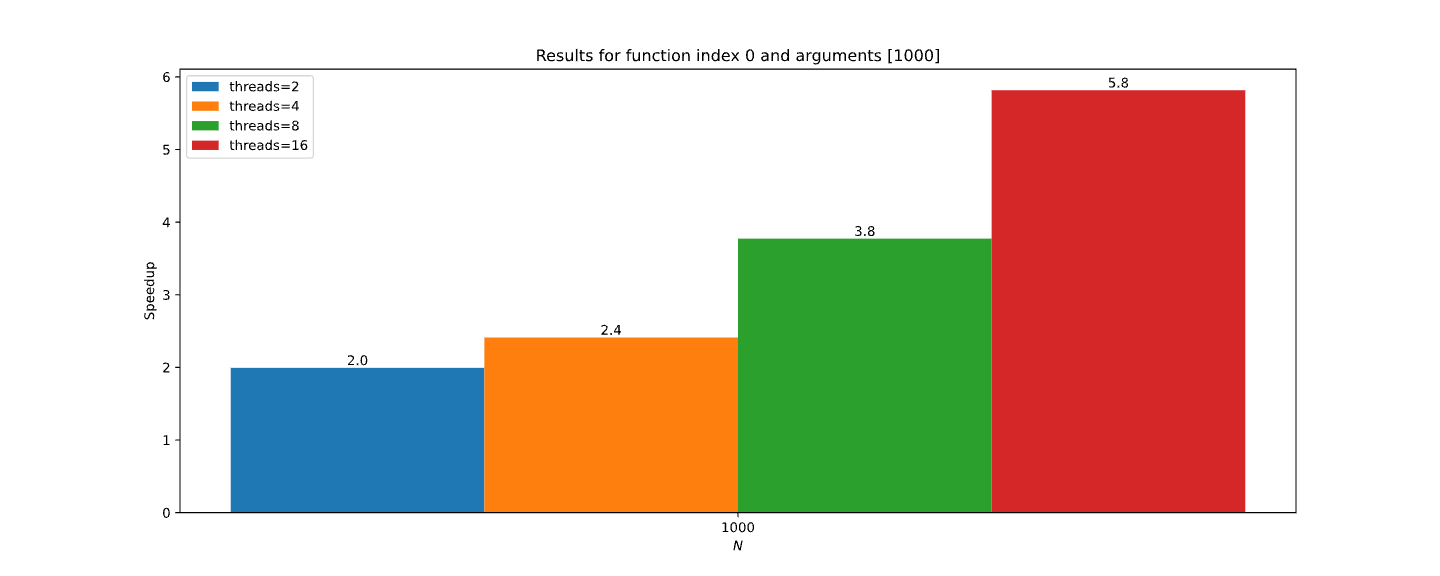 Results for function index 0 and arguments [1000]
6
5
4
3
2
1
0
Speedup
threads=2
threads=4
threads=8
threads=16
2.0
2.4
3.8
5.8
1000
N